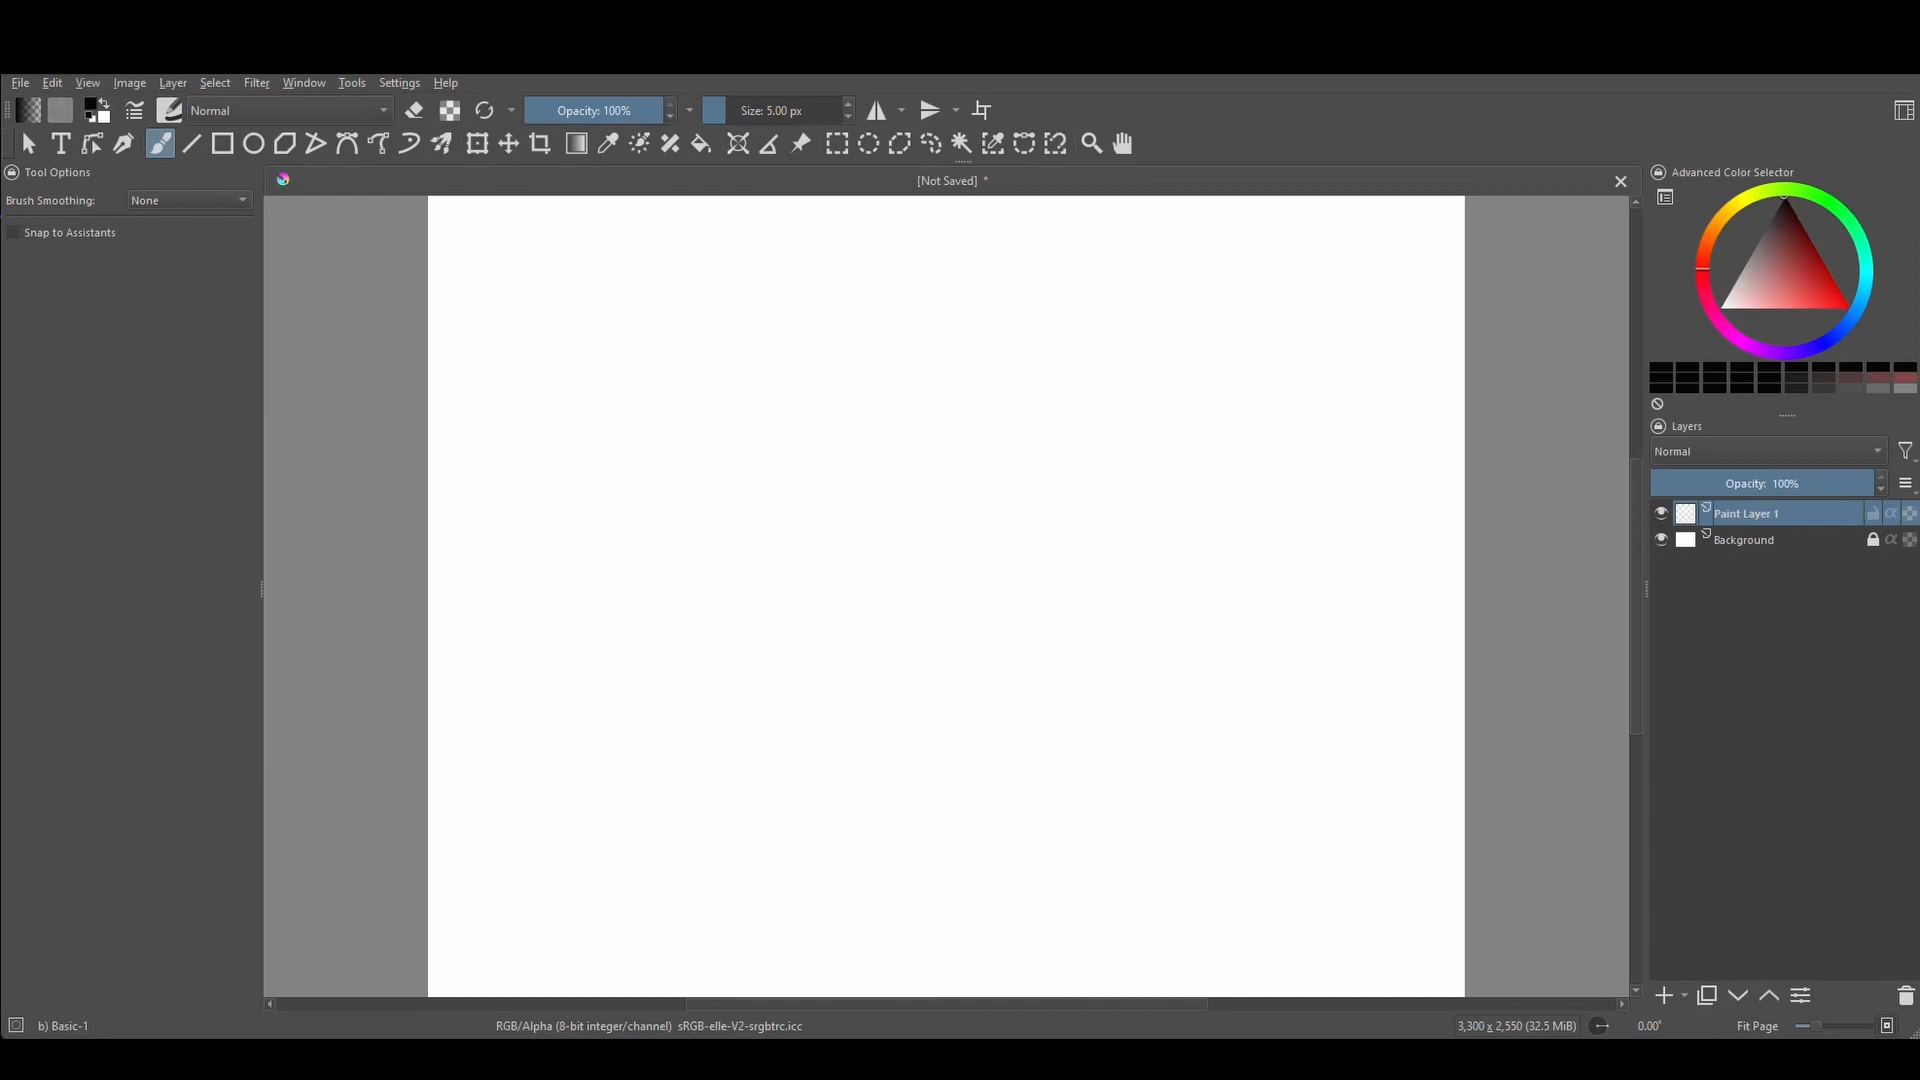 File Edit View Image Layer Select Filter Window Tools Settings Help
Normal Opacity: 100% Size: 5.00 px
Tool Options
[Not Saved] *
Advanced Color Selector
Brush Smoothing: None
Snap to Assistants
Layers
Normal
Opacity: 100%
Paint Layer 1
Background
b) Basic-1
RGB/Alpha (8-bit integer/channel) sRGB-elle-V2-srgbtrc.icc
3,300 x 2,550 (32.5 MiB)
0.00°
Fit Page